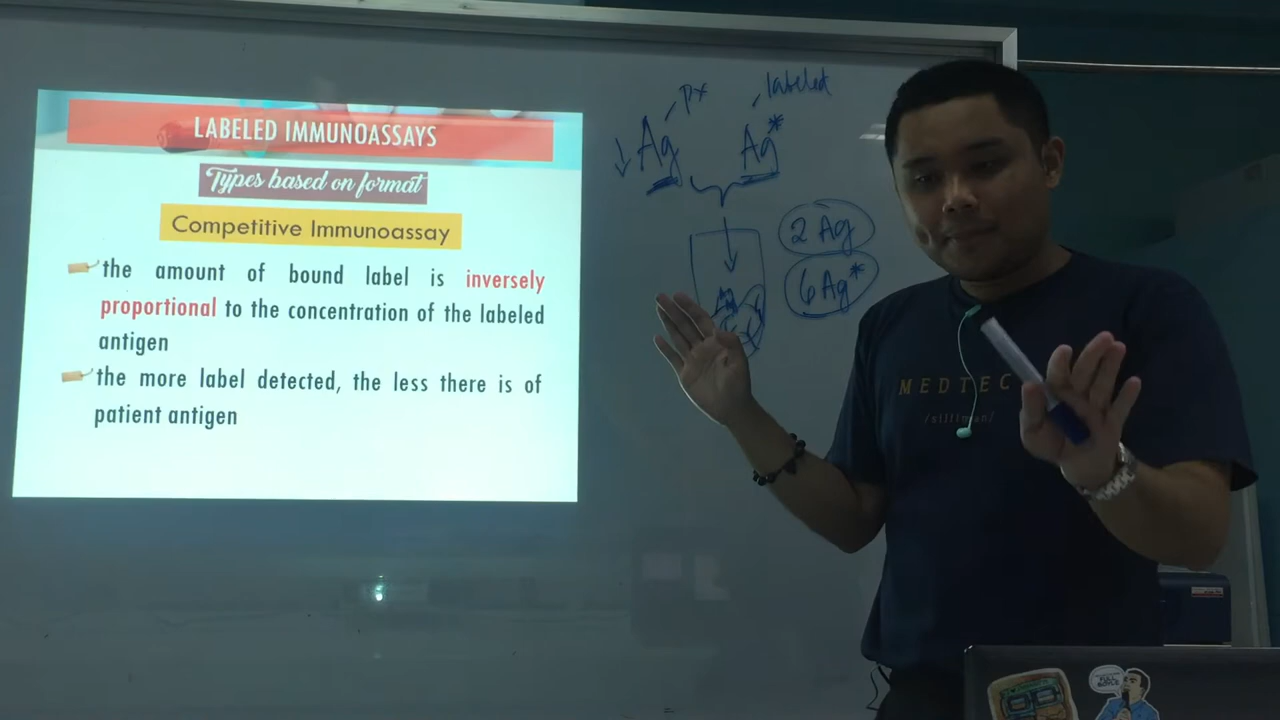 LABELED IMMUNOASSAYS
Types based on format
Competitive Immunoassay
the amount of bound label is inversely
proportional to the concentration of the labeled
antigen
the more label detected, the less there is of
patient antigen
px
labeled
↓ Ag
Ag*
2 Ag
6 Ag*
MEDTEC
/silliman/